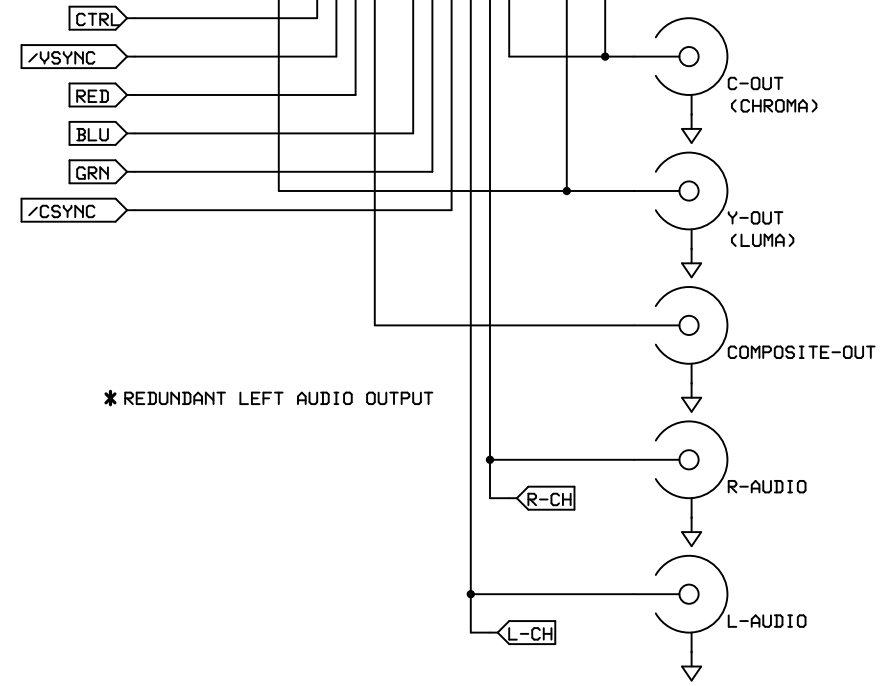 CTRL
/VSYNC
RED
BLU
GRN
/CSYNC
C-OUT
(CHROMA)
Y-OUT
(LUMA)
COMPOSITE-OUT
* REDUNDANT LEFT AUDIO OUTPUT
R-AUDIO
R-CH
L-AUDIO
L-CH